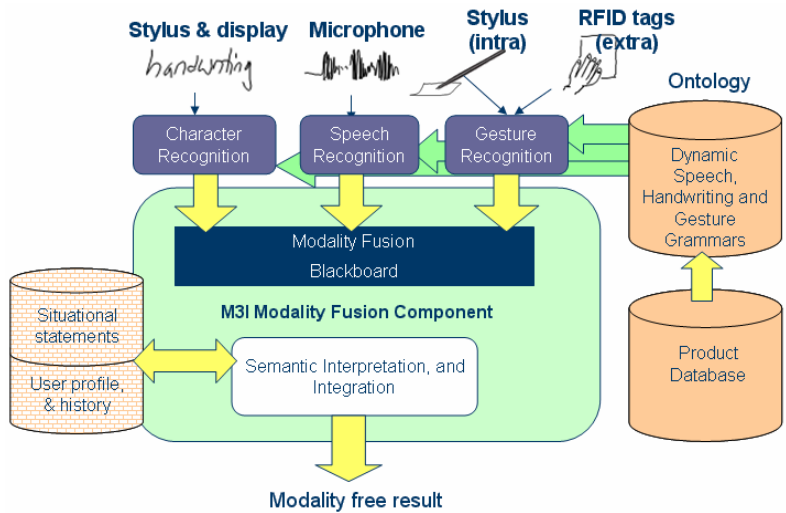 Stylus & display
handwriting
Microphone
Stylus
(intra)
RFID tags
(extra)
Ontology
Character
Recognition
Speech
Recognition
Gesture
Recognition
Dynamic
Speech,
Handwriting and
Gesture
Grammars
Modality Fusion
Blackboard
M3I Modality Fusion Component
Situational
statements
User profile,
& history
Semantic Interpretation, and
Integration
Product
Database
Modality free result